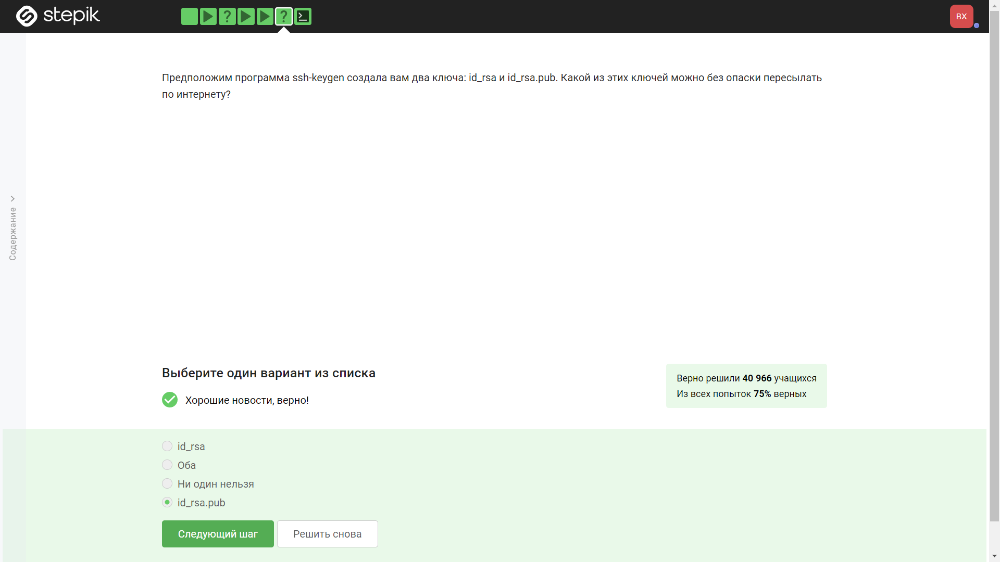 stepik
? ? >_
ВХ
Содержание
Предположим программа ssh-keygen создала вам два ключа: id_rsa и id_rsa.pub. Какой из этих ключей можно без опаски пересылать
по интернету?
Выберите один вариант из списка
Верно решили 40 966 учащихся
Из всех попыток 75% верных
Хорошие новости, верно!
id_rsa
Оба
Ни один нельзя
id_rsa.pub
Следующий шаг Решить снова